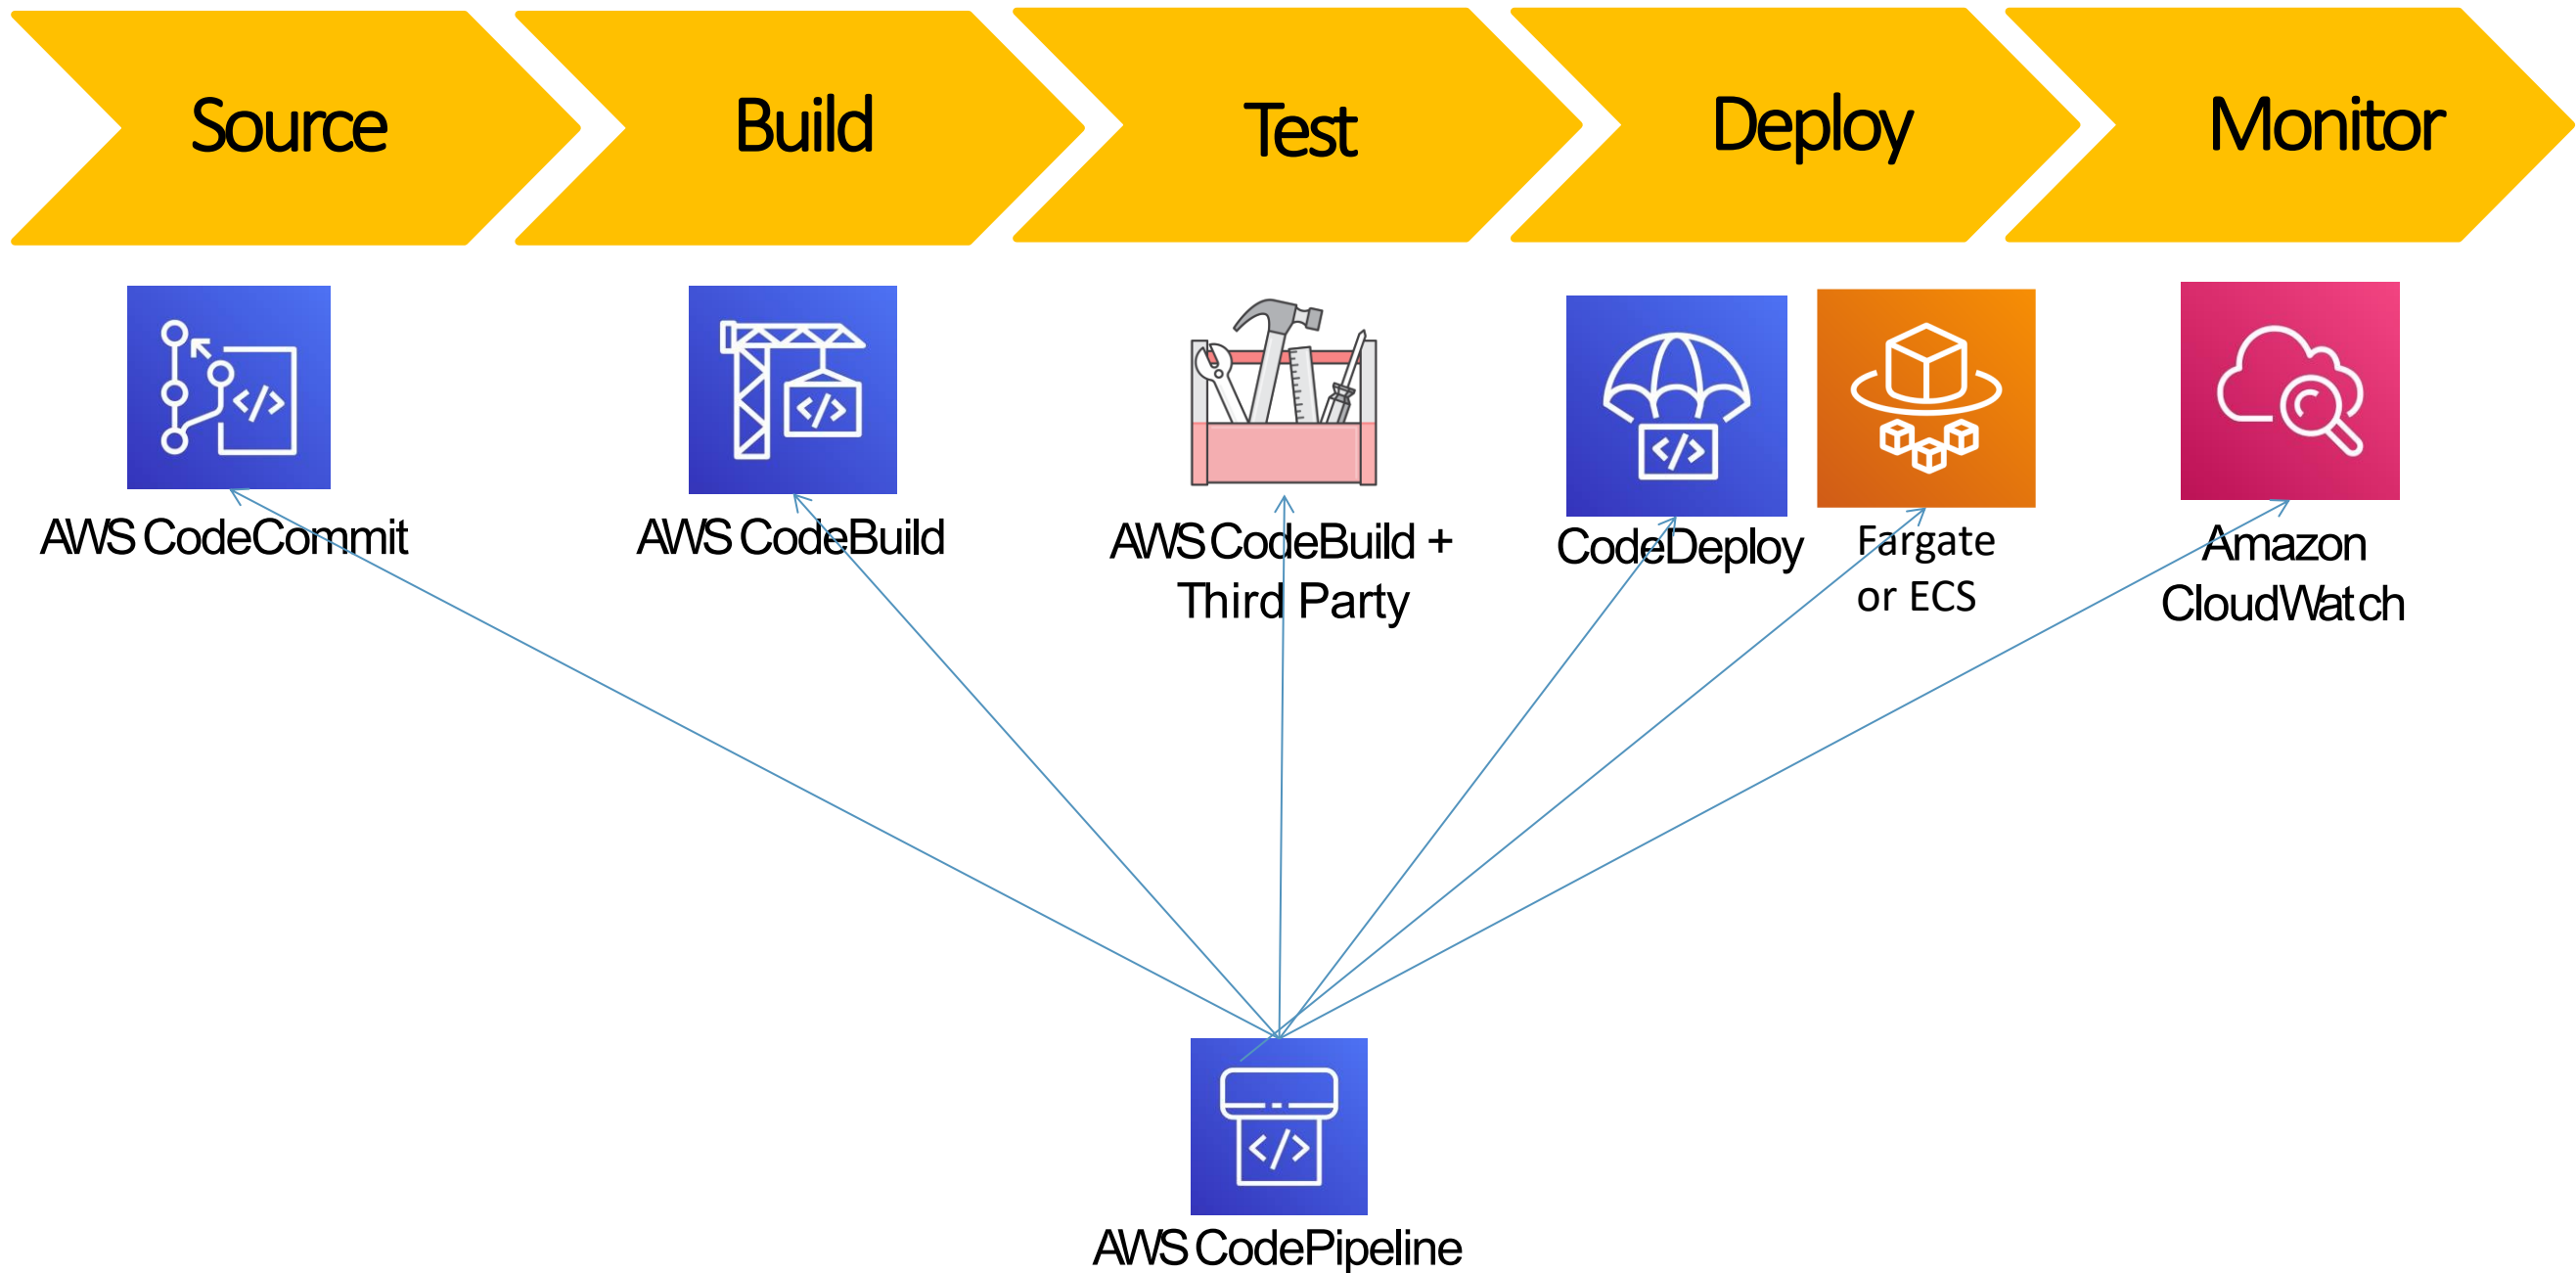 Source
Build
Test
Deploy
Monitor
AWS CodeCommit
AWS CodeBuild
AWS CodeBuild +
Third Party
CodeDeploy
Fargate
or ECS
Amazon
CloudWatch
AWS CodePipeline